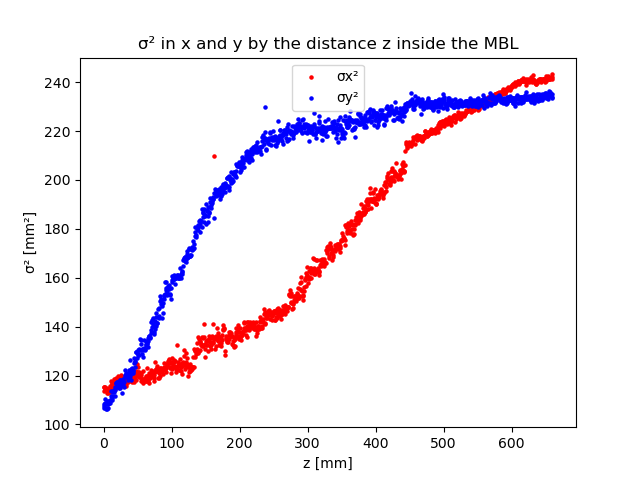 σ² in x and y by the distance z inside the MBL
σx²
σy²
σ² [mm²]
240
220
200
180
160
140
120
100
0 100 200 300 400 500 600
z [mm]